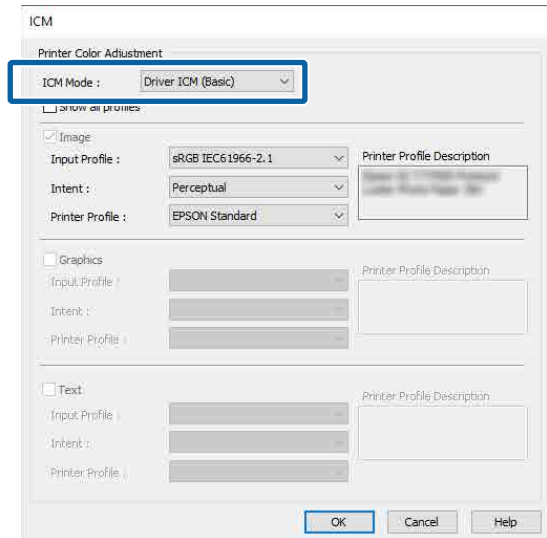 ICM
Printer Color Adjustment
ICM Mode : Driver ICM (Basic)
Show all profiles
Image
Input Profile : sRGB IEC61966-2.1 Printer Profile Description
Intent : Perceptual
Printer Profile : EPSON Standard
Graphics
Input Profile : Printer Profile Description
Intent :
Printer Profile :
Text
Input Profile : Printer Profile Description
Intent :
Printer Profile :
OK Cancel Help